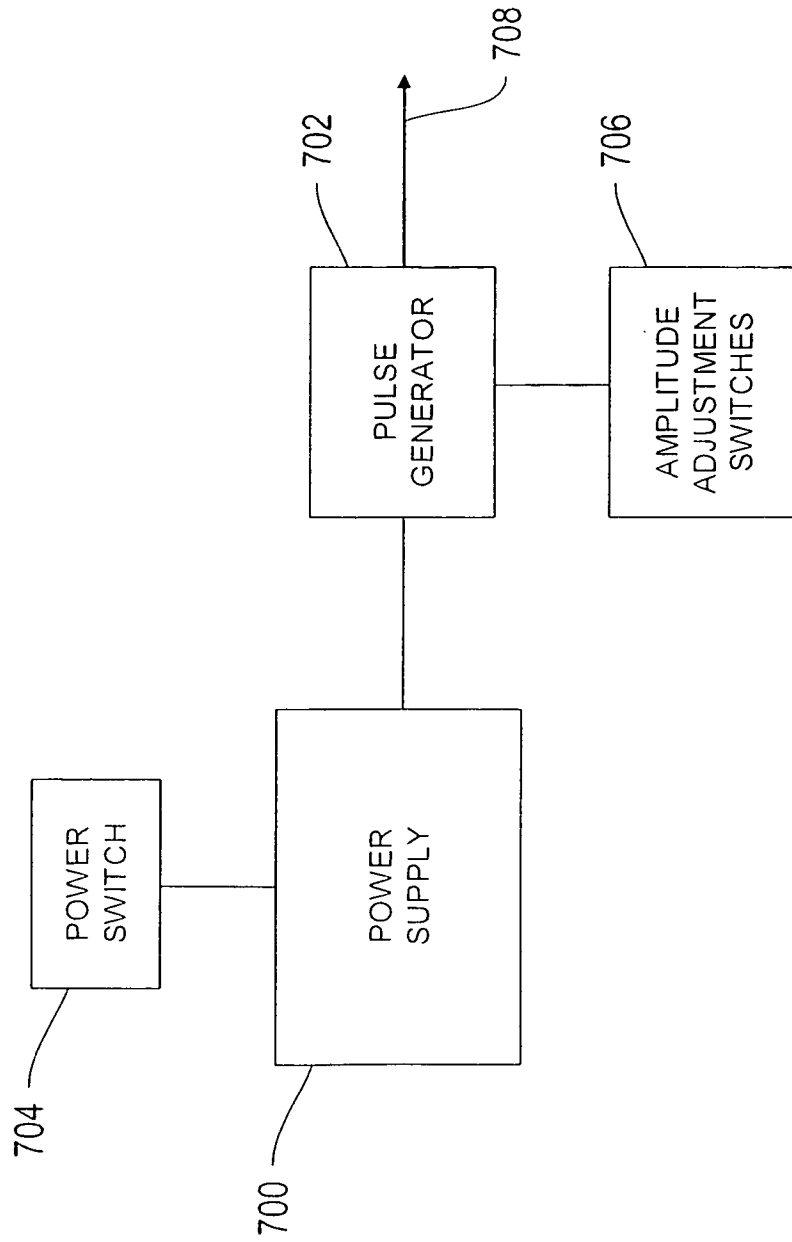 704
POWER
SWITCH
700
POWER
SUPPLY
702
PULSE
GENERATOR
708
706
AMPLITUDE
ADJUSTMENT
SWITCHES